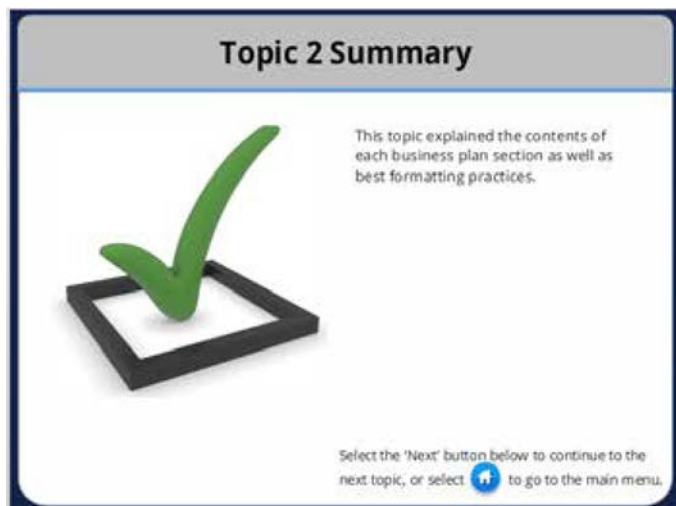 Topic 2 Summary
This topic explained the contents of
each business plan section as well as
best formatting practices.
Select the 'Next' button below to continue to the
next topic, or select to go to the main menu.